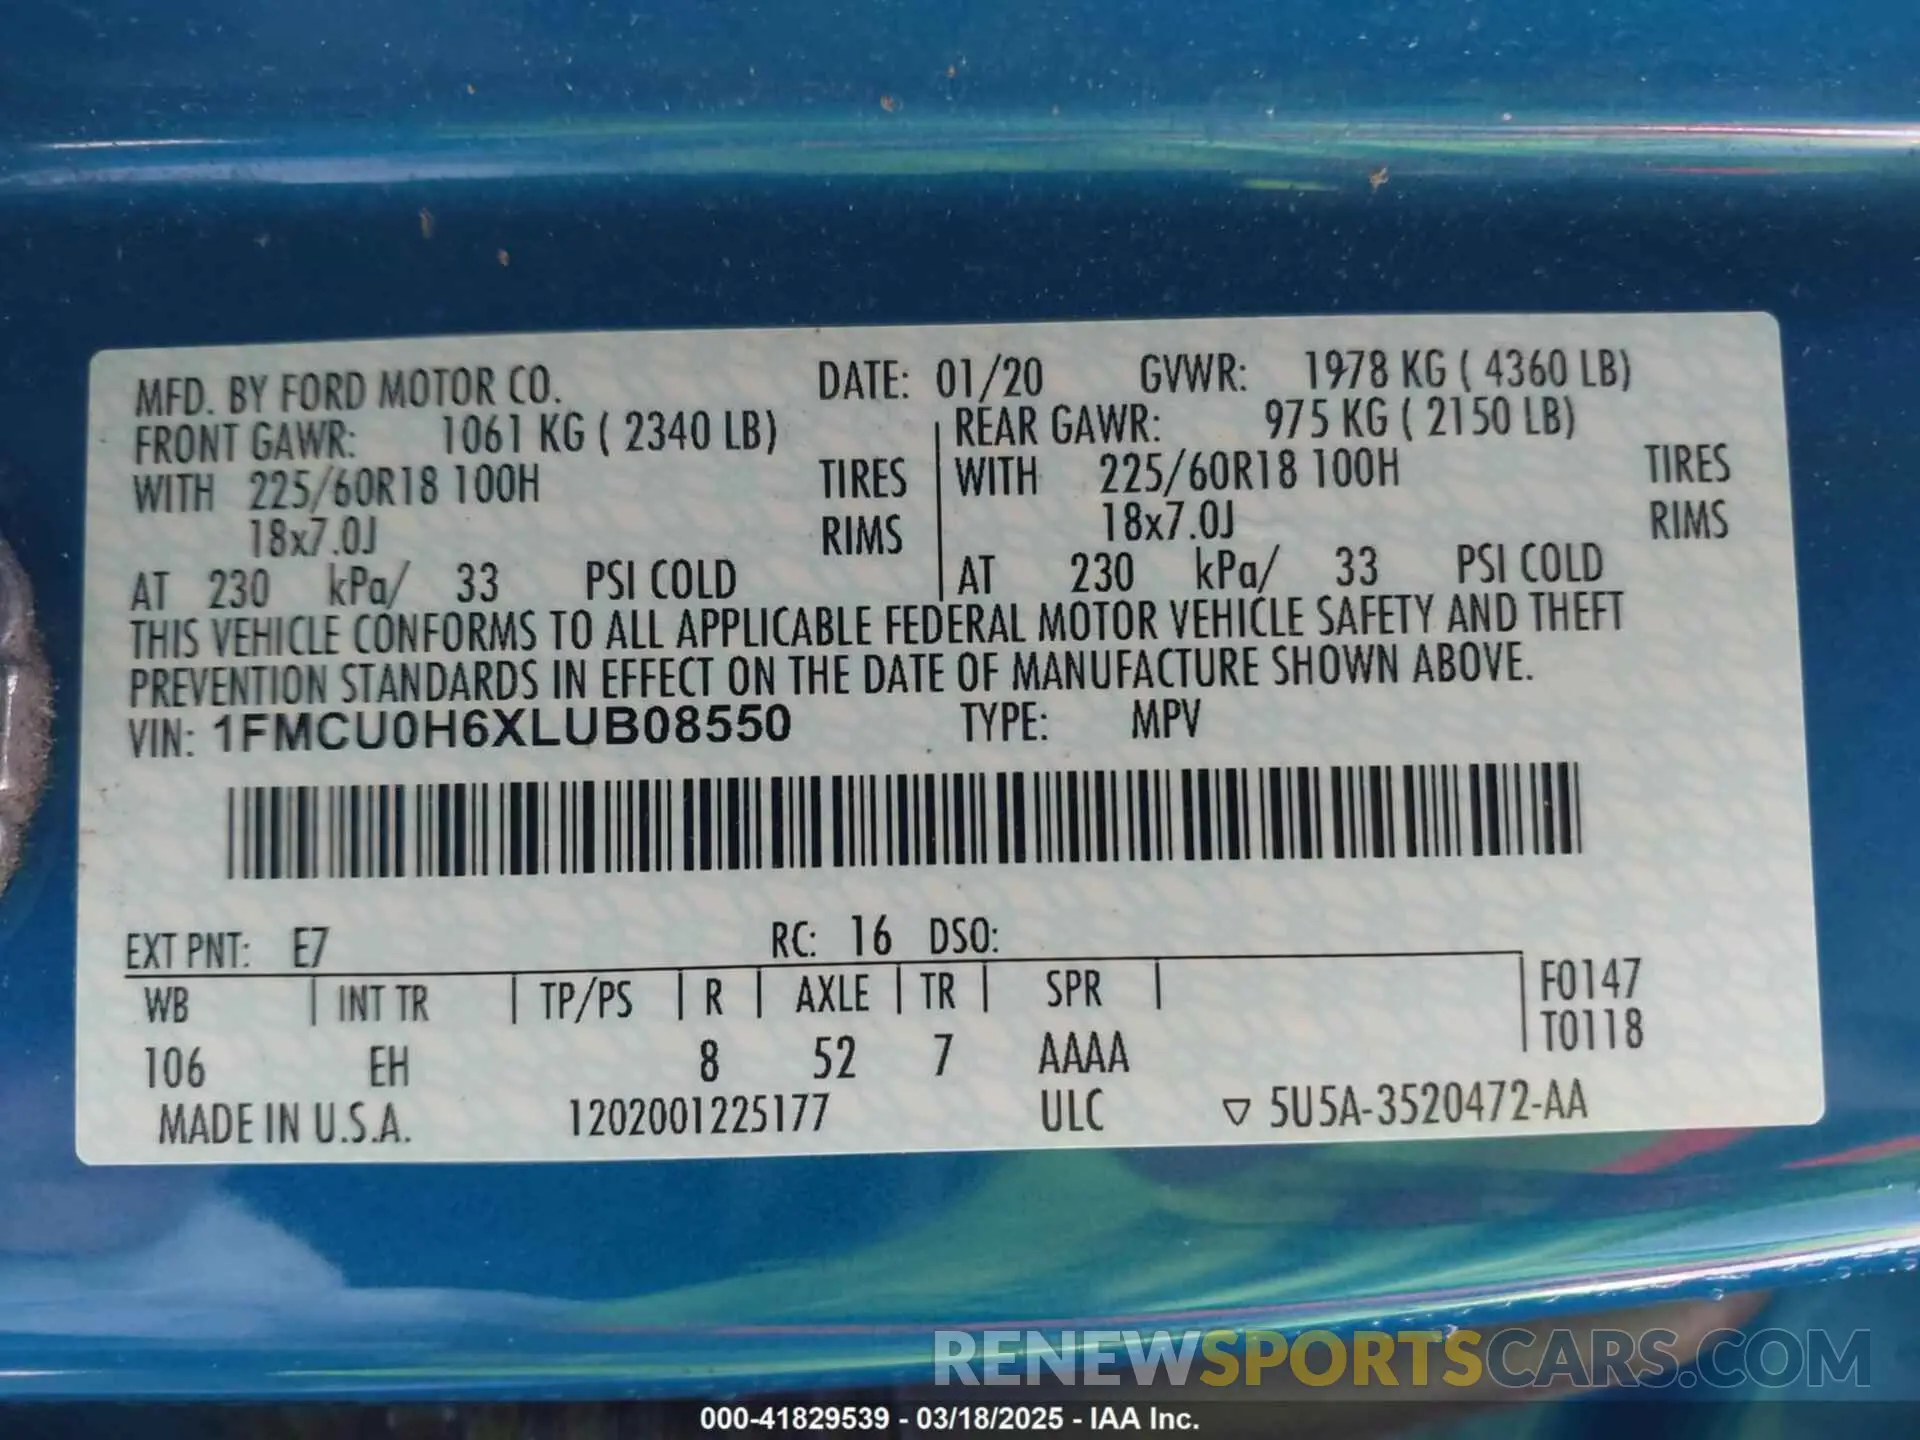 MFD. BY FORD MOTOR CO. DATE: 01/20 GVWR: 1978 KG ( 4360 LB)
FRONT GAWR: 1061 KG ( 2340 LB) REAR GAWR: 975 KG ( 2150 LB)
WITH 225/60R18 100H TIRES WITH 225/60R18 100H TIRES
18x7.0J RIMS 18x7.0J RIMS
AT 230 kPa/ 33 PSI COLD AT 230 kPa/ 33 PSI COLD
THIS VEHICLE CONFORMS TO ALL APPLICABLE FEDERAL MOTOR VEHICLE SAFETY AND THEFT
PREVENTION STANDARDS IN EFFECT ON THE DATE OF MANUFACTURE SHOWN ABOVE.
VIN: 1FMCU0H6XLUB08550 TYPE: MPV
EXT PNT: E7 RC: 16 DSO:
WB INT TR TP/PS R AXLE TR SPR F0147
T0118
106 EH 8 52 7 AAAA
MADE IN U.S.A. 1202001225177 ULC ▽ 5U5A-3520472-AA
RENEWSPORTSCARS.COM
000-41829539 - 03/18/2025 - IAA Inc.